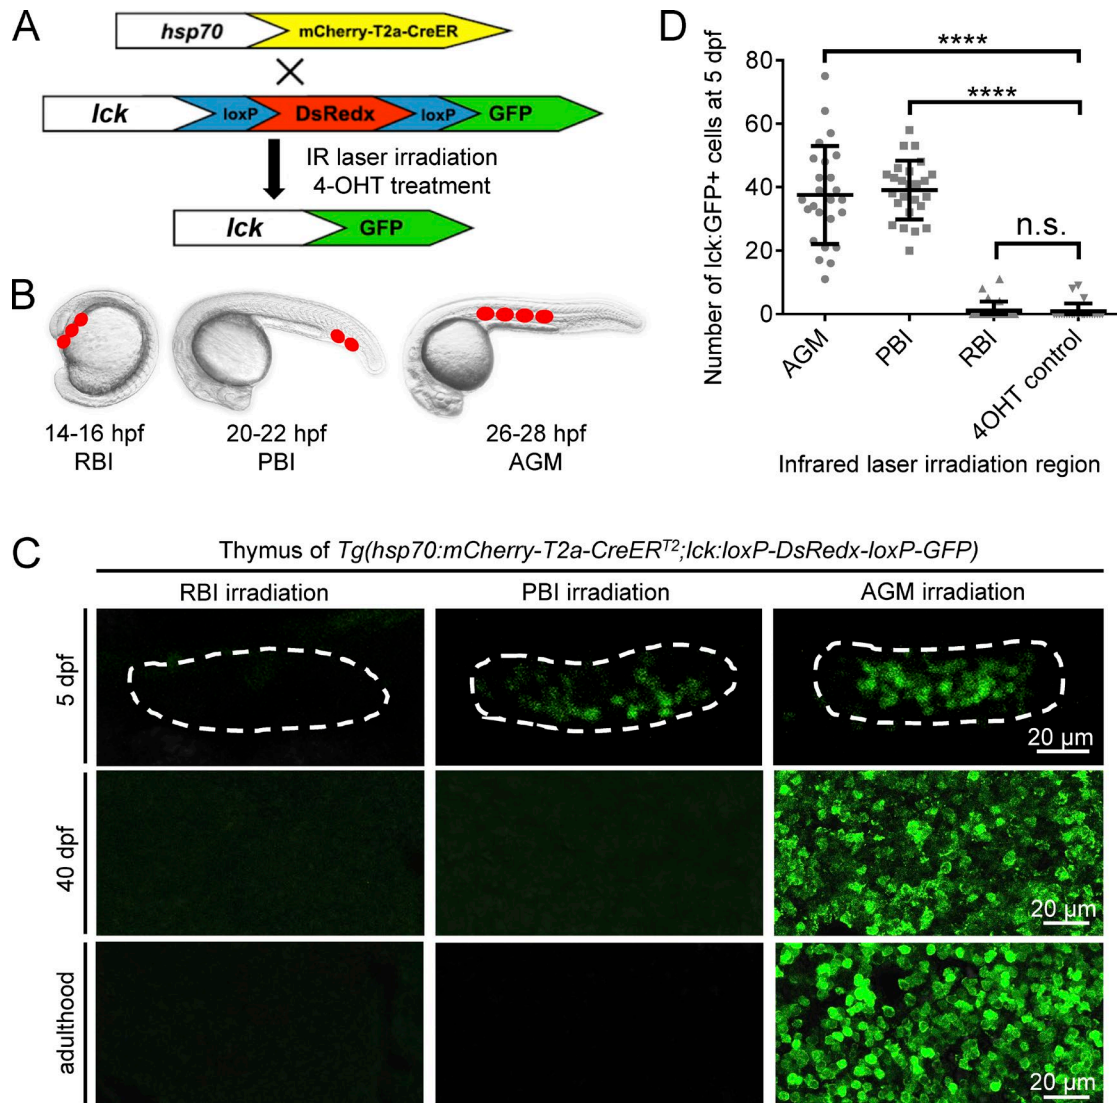 A
hsp70
mCherry-T2a-CreER
lck
loxP
DsRedx
loxP
GFP
IR laser irradiation
4-OHT treatment
lck
GFP
B
14-16 hpf
RBI
20-22 hpf
PBI
26-28 hpf
AGM
D
Number of lck:GFP+ cells at 5 dpf
80
60
40
20
0
****
****
n.s.
AGM
PBI
RBI
4OHT control
Infrared laser irradiation region
C
Thymus of Tg(hsp70:mCherry-T2a-CreERT2;lck:loxP-DsRedx-loxP-GFP)
RBI irradiation
PBI irradiation
AGM irradiation
5 dpf
20 µm
40 dpf
20 µm
adulthood
20 µm